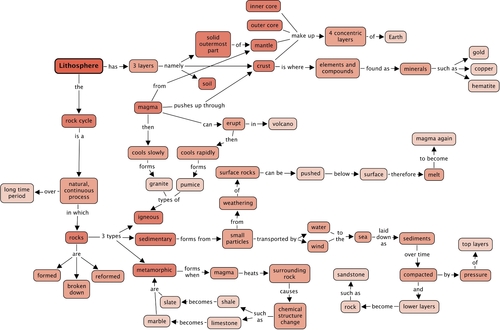 inner core
outer core
solid
outermost
part
of
mantle
make up
4 concentric
layers
of
Earth
Lithosphere
has
3 layers
namely
crust
is where
elements and
compounds
found as
minerals
such as
gold
copper
hematite
soil
the
from
magma
pushes up through
rock cycle
can
erupt
in
volcano
then
then
is a
cools slowly
cools rapidly
magma again
forms
forms
to become
natural,
continuous
process
over
long time
period
granite
pumice
types of
surface rocks
can be
pushed
below
surface
therefore
melt
of
weathering
in which
igneous
from
rocks
3 types
sedimentary
forms from
small
particles
transported by
water
wind
to the
sea
laid
down
as
sediments
are
over time
top layers
of
formed
broken
down
reformed
metamorphic
forms
when
magma
heats
surrounding
rock
sandstone
compacted
by
pressure
are
causes
such
as
and
slate
becomes
shale
such
as
chemical
structure
change
rock
become
lower layers
marble
becomes
limestone